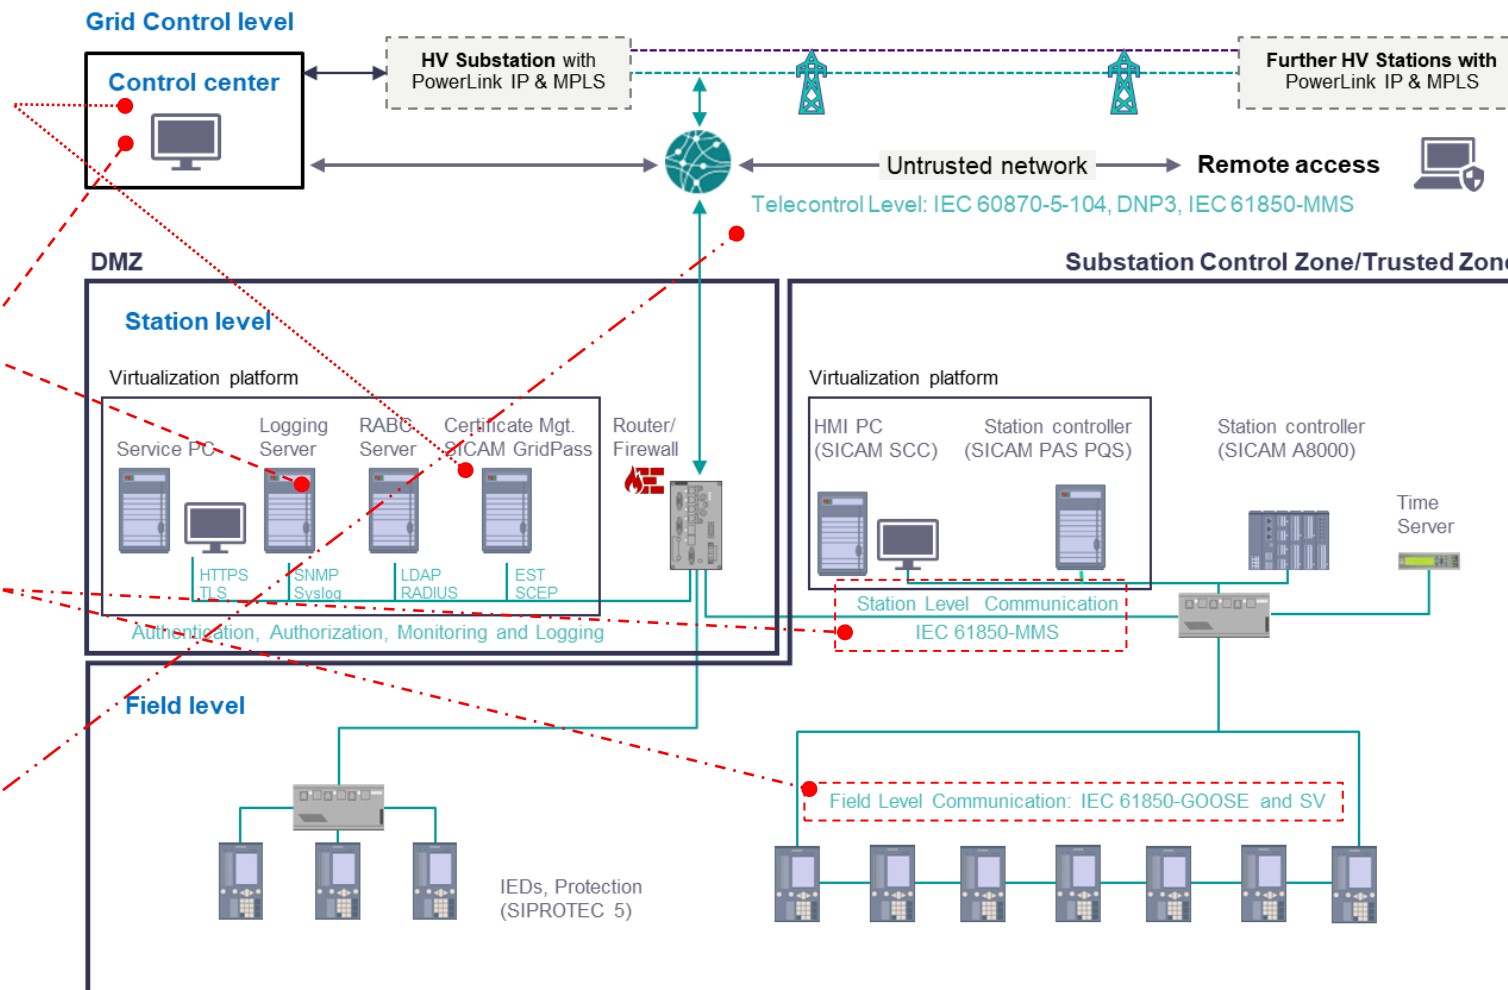 Grid Control level
Control center
HV Substation with
PowerLink IP & MPLS
Further HV Stations with
PowerLink IP & MPLS
Untrusted network
Remote access
Telecontrol Level: IEC 60870-5-104, DNP3, IEC 61850-MMS
DMZ
Substation Control Zone/Trusted Zone
Station level
Virtualization platform
Service PC
Logging
Server
RABC
Server
Certificate Mgt.
SICAM GridPass
Router/
Firewall
HTTPS
TLS
SNMP
Syslog
LDAP
RADIUS
EST
SCEP
Authentication, Authorization, Monitoring and Logging
Virtualization platform
HMI PC
(SICAM SCC)
Station controller
(SICAM PAS PQS)
Station controller
(SICAM A8000)
Time
Server
Station Level Communication
IEC 61850-MMS
Field level
Field Level Communication: IEC 61850-GOOSE and SV
IEDs, Protection
(SIPROTEC 5)